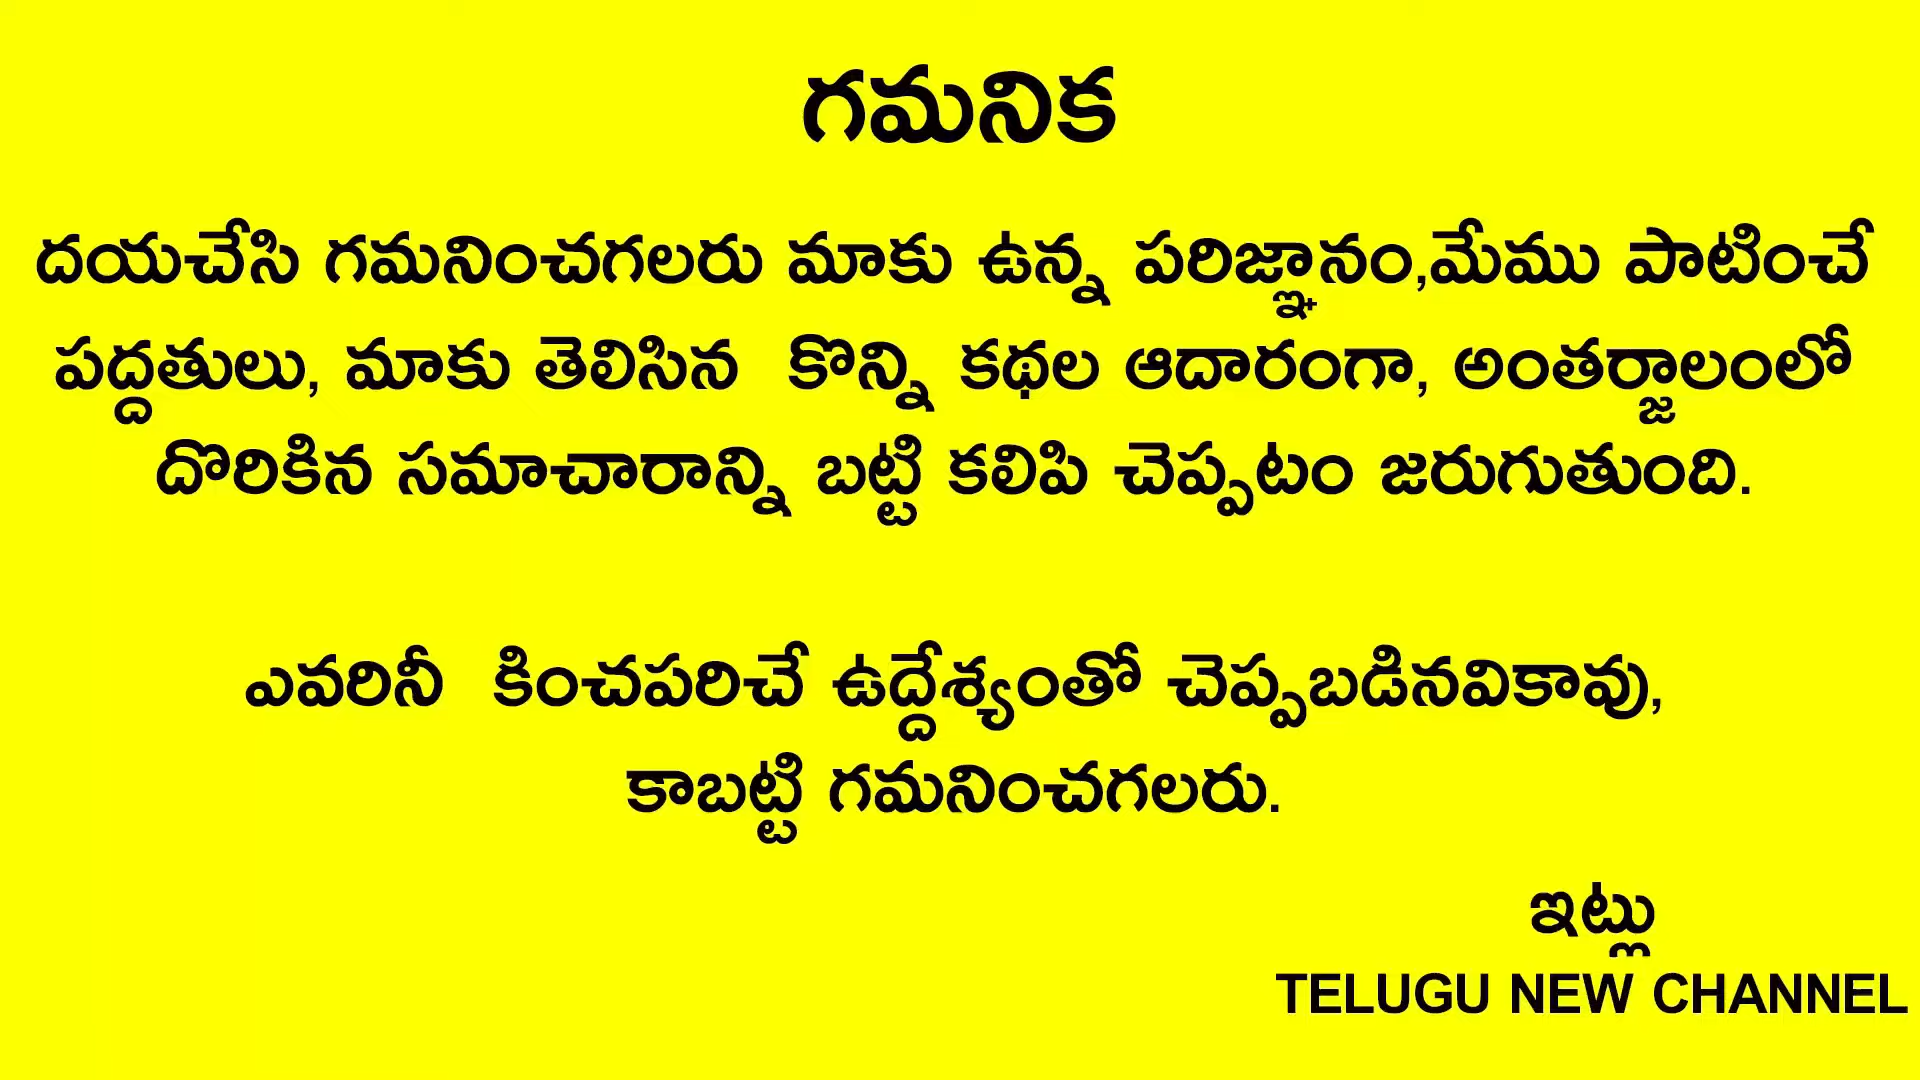 గమనిక
దయచేసి గమనించగలరు మాకు ఉన్న పరిజ్ఞానం,మేము పాటించే
పద్దతులు, మాకు తెలిసిన కొన్ని కథల ఆదారంగా, అంతర్జాలంలో
దొరికిన సమాచారాన్ని బట్టి కలిపి చెప్పటం జరుగుతుంది.
ఎవరినీ కించపరిచే ఉద్దేశ్యంతో చెప్పబడినవికావు,
కాబట్టి గమనించగలరు.
ఇట్లు
TELUGU NEW CHANNEL